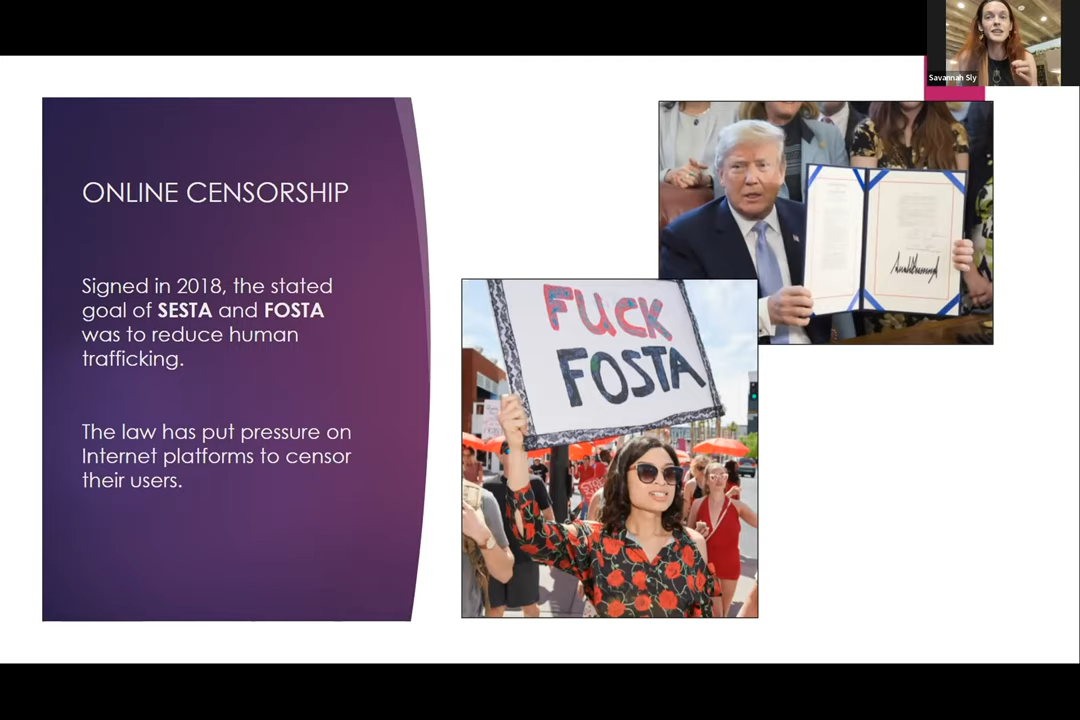 Savannah Sly
ONLINE CENSORSHIP
Signed in 2018, the stated
goal of SESTA and FOSTA
was to reduce human
trafficking.
The law has put pressure on
Internet platforms to censor
their users.
FUCK
FOSTA